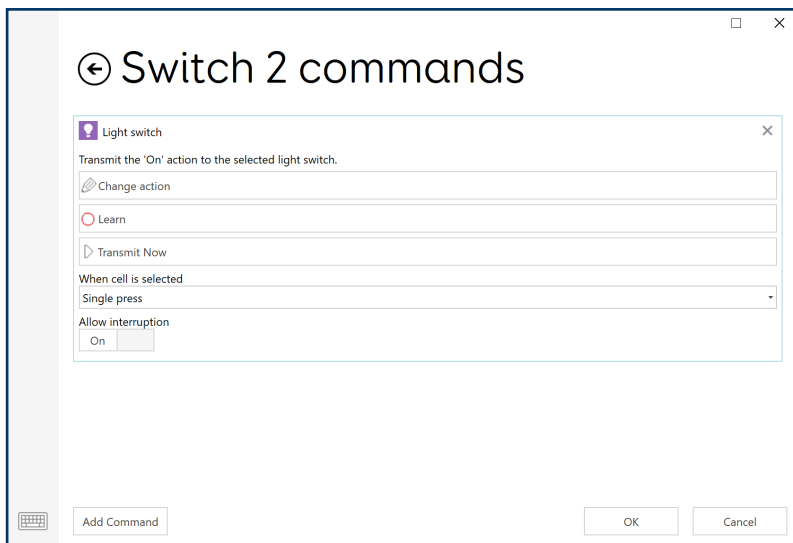 Switch 2 commands
Light switch
Transmit the 'On' action to the selected light switch.
Change action
Learn
Transmit Now
When cell is selected
Single press
Allow interruption
On
Add Command
OK
Cancel